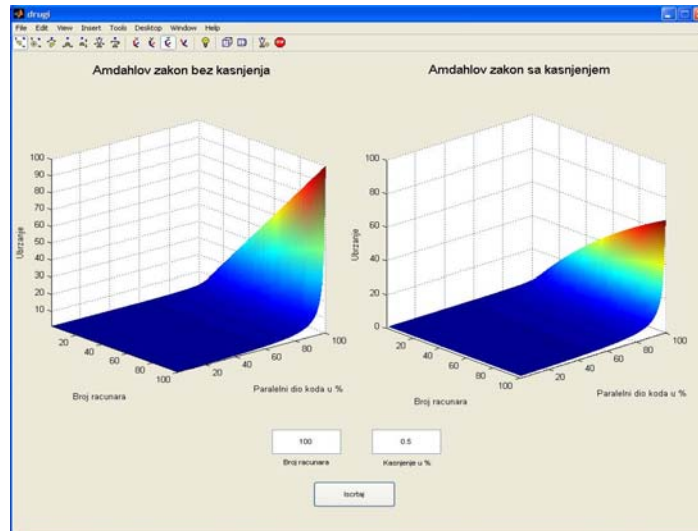 drugi
File Edit View Insert Tools Desktop Window Help
Amdahlov zakon bez kasnjenja
100
90
80
70
60
50
40
30
20
10
Ubrzanje
20
40
60
80
100
Broj racunara
20
40
60
80
100
Paralelni dio koda u %
Amdahlov zakon sa kasnjenjem
100
80
60
40
20
0
Ubrzanje
20
40
60
80
100
Broj racunara
20
40
60
80
100
Paralelni dio koda u %
100
Broj racunara
0.5
Kasnjenje u %
Iscrtaj